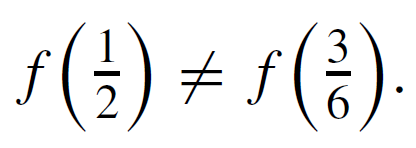 f(1/2) ≠ f(3/6).